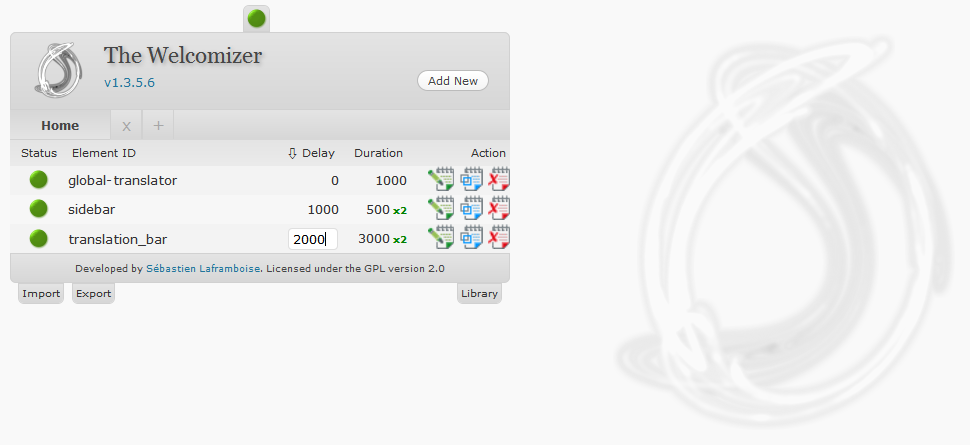 The Welcomizer
v1.3.5.6
Add New
Home x +
Status Element ID ⇩ Delay Duration Action
global-translator 0 1000
sidebar 1000 500 x2
translation_bar 2000 3000 x2
Developed by Sébastien Laframboise. Licensed under the GPL version 2.0
Import Export Library